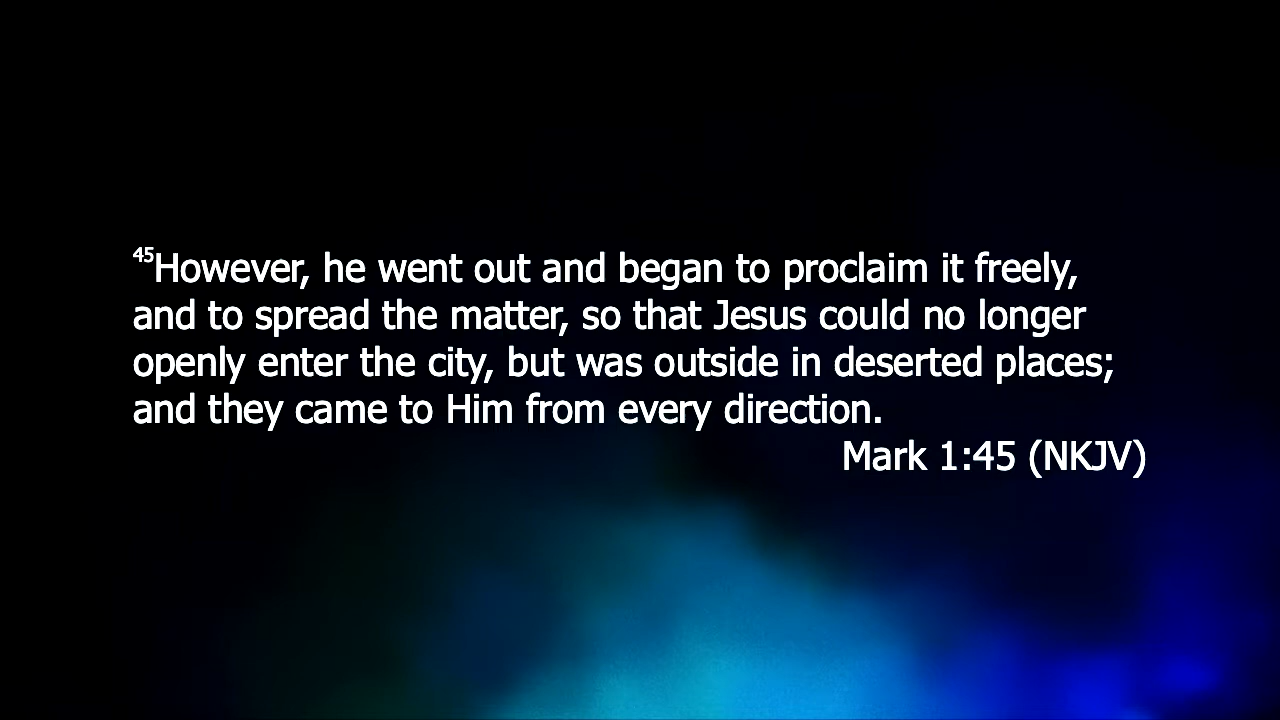 45However, he went out and began to proclaim it freely,
and to spread the matter, so that Jesus could no longer
openly enter the city, but was outside in deserted places;
and they came to Him from every direction.
Mark 1:45 (NKJV)